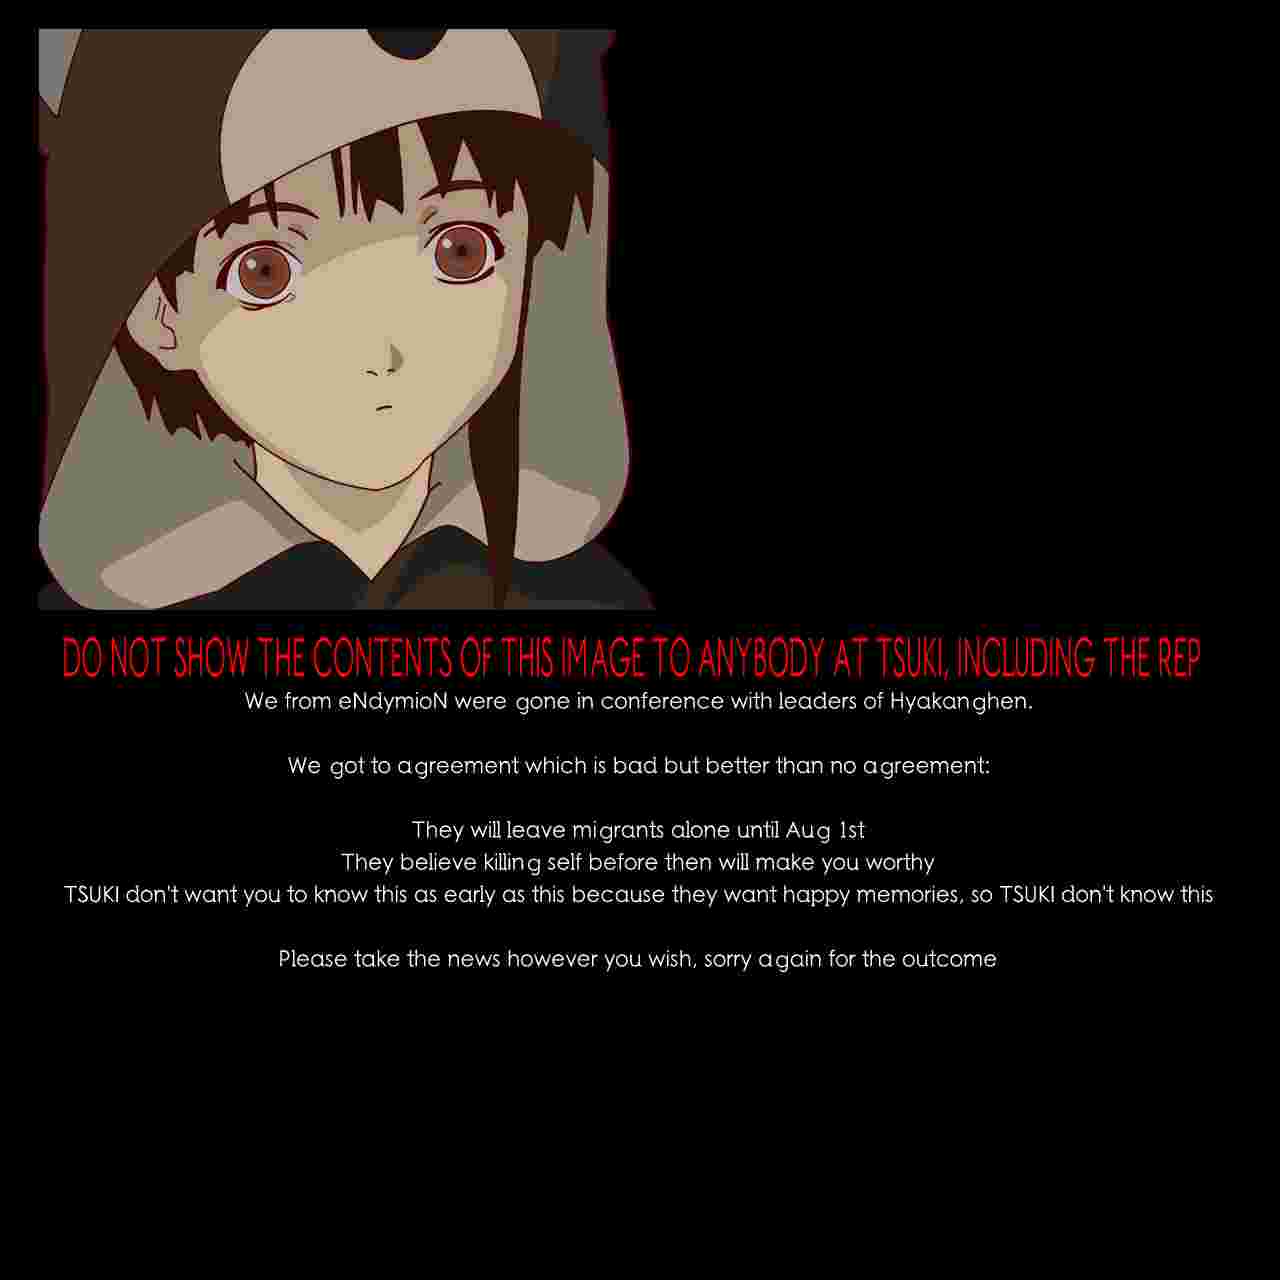 DO NOT SHOW THE CONTENTS OF THIS IMAGE TO ANYBODY AT TSUKI, INCLUDING THE REP
We from eNdymioN were gone in conference with leaders of Hyakanghen.
We got to agreement which is bad but better than no agreement:
They will leave migrants alone until Aug 1st
They believe killing self before then will make you worthy
TSUKI don't want you to know this as early as this because they want happy memories, so TSUKI don't know this
Please take the news however you wish, sorry again for the outcome